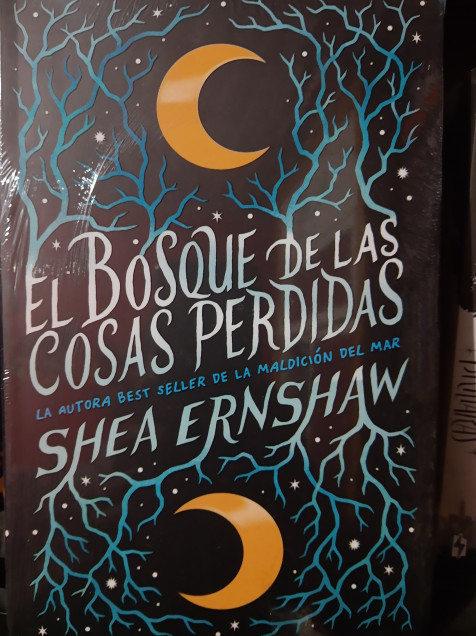 EL BOSQUE DE LAS
COSAS PERDIDAS
LA AUTORA BEST SELLER DE LA MALDICIÓN DEL MAR
SHEA ERNSHAW